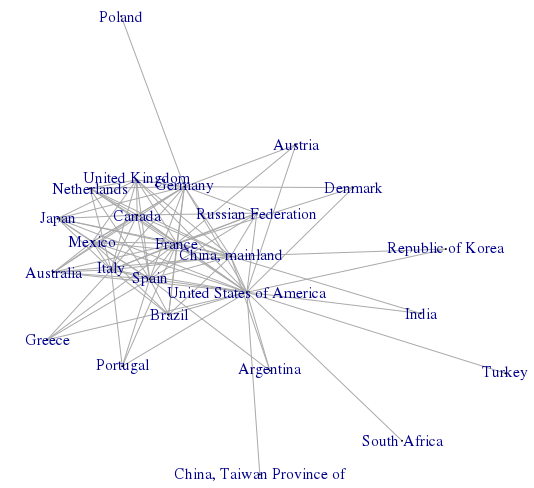 Poland
Austria
United Kingdom
Germany
Netherlands
Denmark
Japan
Canada
Russian Federation
Mexico
France
China, mainland
Republic of Korea
Australia
Italy
Spain
United States of America
Brazil
India
Greece
Portugal
Argentina
Turkey
South Africa
China, Taiwan Province of